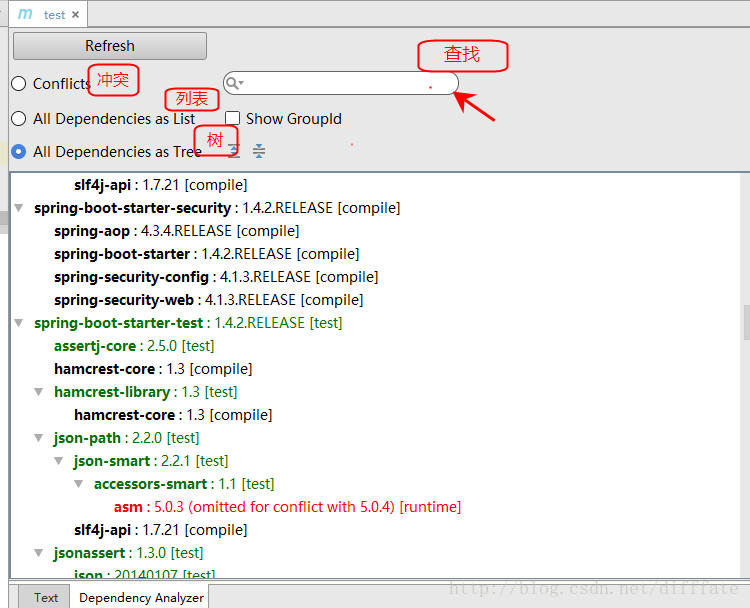 m test ×
Refresh
查找
Conflicts 冲突
列表
All Dependencies as List Show GroupId
树
All Dependencies as Tree
slf4j-api : 1.7.21 [compile]
spring-boot-starter-security : 1.4.2.RELEASE [compile]
spring-aop : 4.3.4.RELEASE [compile]
spring-boot-starter : 1.4.2.RELEASE [compile]
spring-security-config : 4.1.3.RELEASE [compile]
spring-security-web : 4.1.3.RELEASE [compile]
spring-boot-starter-test : 1.4.2.RELEASE [test]
assertj-core : 2.5.0 [test]
hamcrest-core : 1.3 [compile]
hamcrest-library : 1.3 [test]
hamcrest-core : 1.3 [compile]
json-path : 2.2.0 [test]
json-smart : 2.2.1 [test]
accessors-smart : 1.1 [test]
asm : 5.0.3 (omitted for conflict with 5.0.4) [runtime]
slf4j-api : 1.7.21 [compile]
jsonassert : 1.3.0 [test]
json : 20140107 [test]
http://blog.csdn.net/difffate
Text Dependency Analyzer